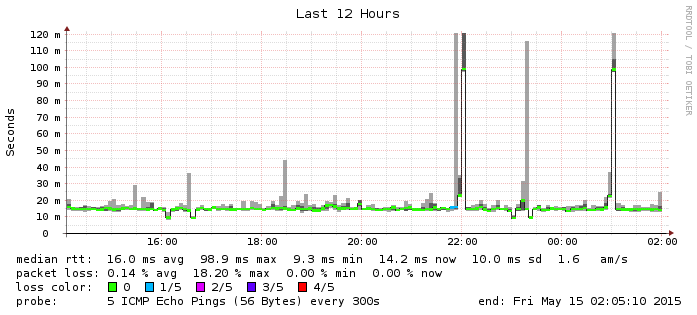 Last 12 Hours
RRDTOOL / TOBI OETIKER
Seconds
120 m
110 m
100 m
90 m
80 m
70 m
60 m
50 m
40 m
30 m
20 m
10 m
0
16:00 18:00 20:00 22:00 00:00 02:00
median rtt: 16.0 ms avg 98.9 ms max 9.3 ms min 14.2 ms now 10.0 ms sd 1.6 am/s
packet loss: 0.14 % avg 18.20 % max 0.00 % min 0.00 % now
loss color: 0 1/5 2/5 3/5 4/5
probe: 5 ICMP Echo Pings (56 Bytes) every 300s end: Fri May 15 02:05:10 2015